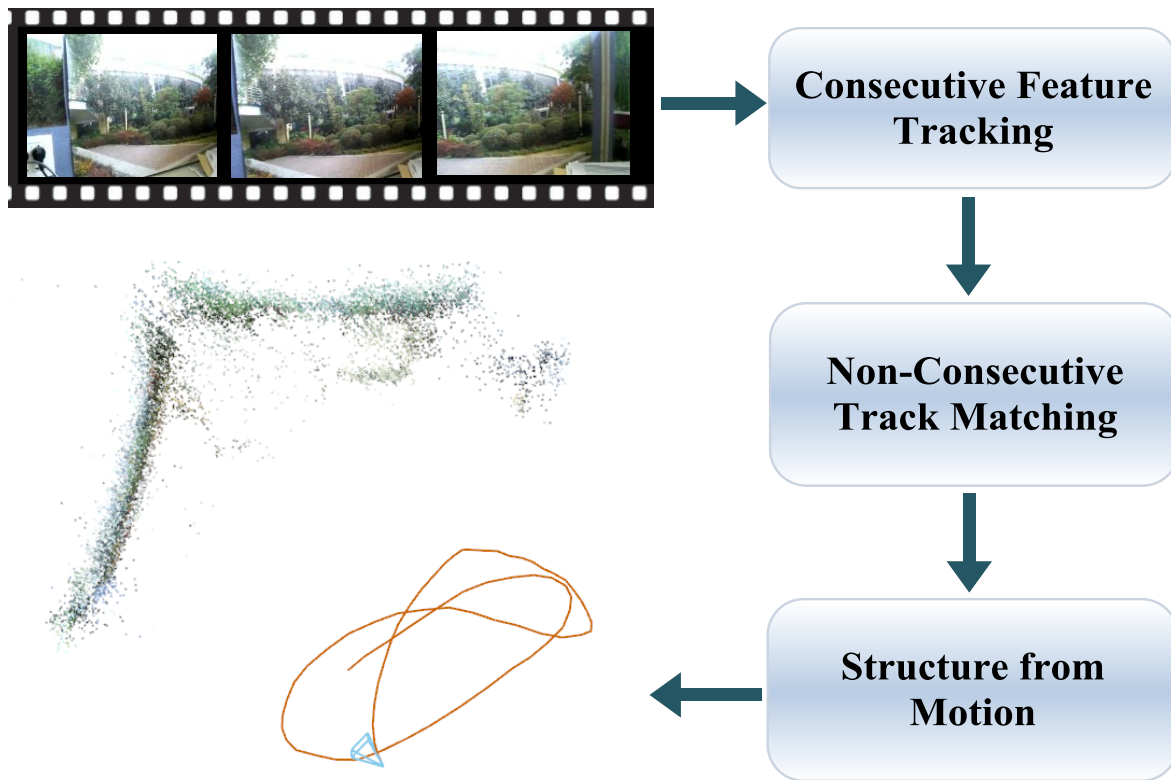 Consecutive Feature
Tracking
Non-Consecutive
Track Matching
Structure from
Motion